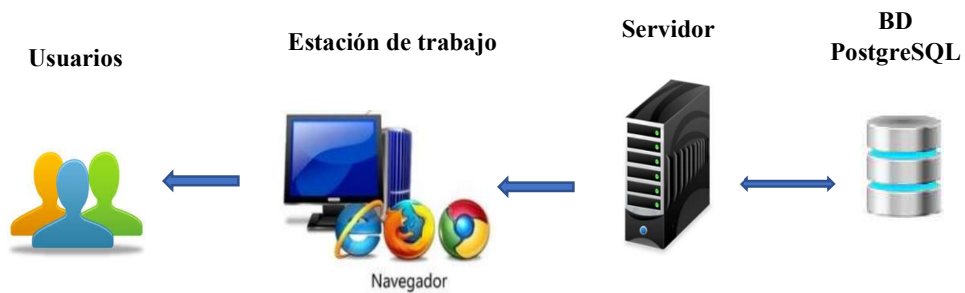 Usuarios
Estación de trabajo
Servidor
BD
PostgreSQL
Navegador